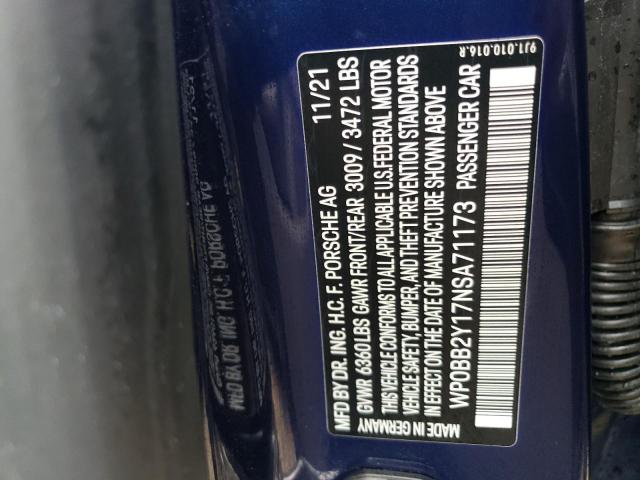 MFD BY DR. ING. H.C. F. PORSCHE AG 11/21
GVWR 6360 LBS GAWR FRONT/REAR 3009 / 3472 LBS
THIS VEHICLE CONFORMS TO ALL APPLICABLE U.S. FEDERAL MOTOR
VEHICLE SAFETY, BUMPER, AND THEFT PREVENTION STANDARDS
IN EFFECT ON THE DATE OF MANUFACTURE SHOWN ABOVE
MADE IN
GERMANY
WP0BB2Y17NSA71173 PASSENGER CAR
9J1.010.016.R